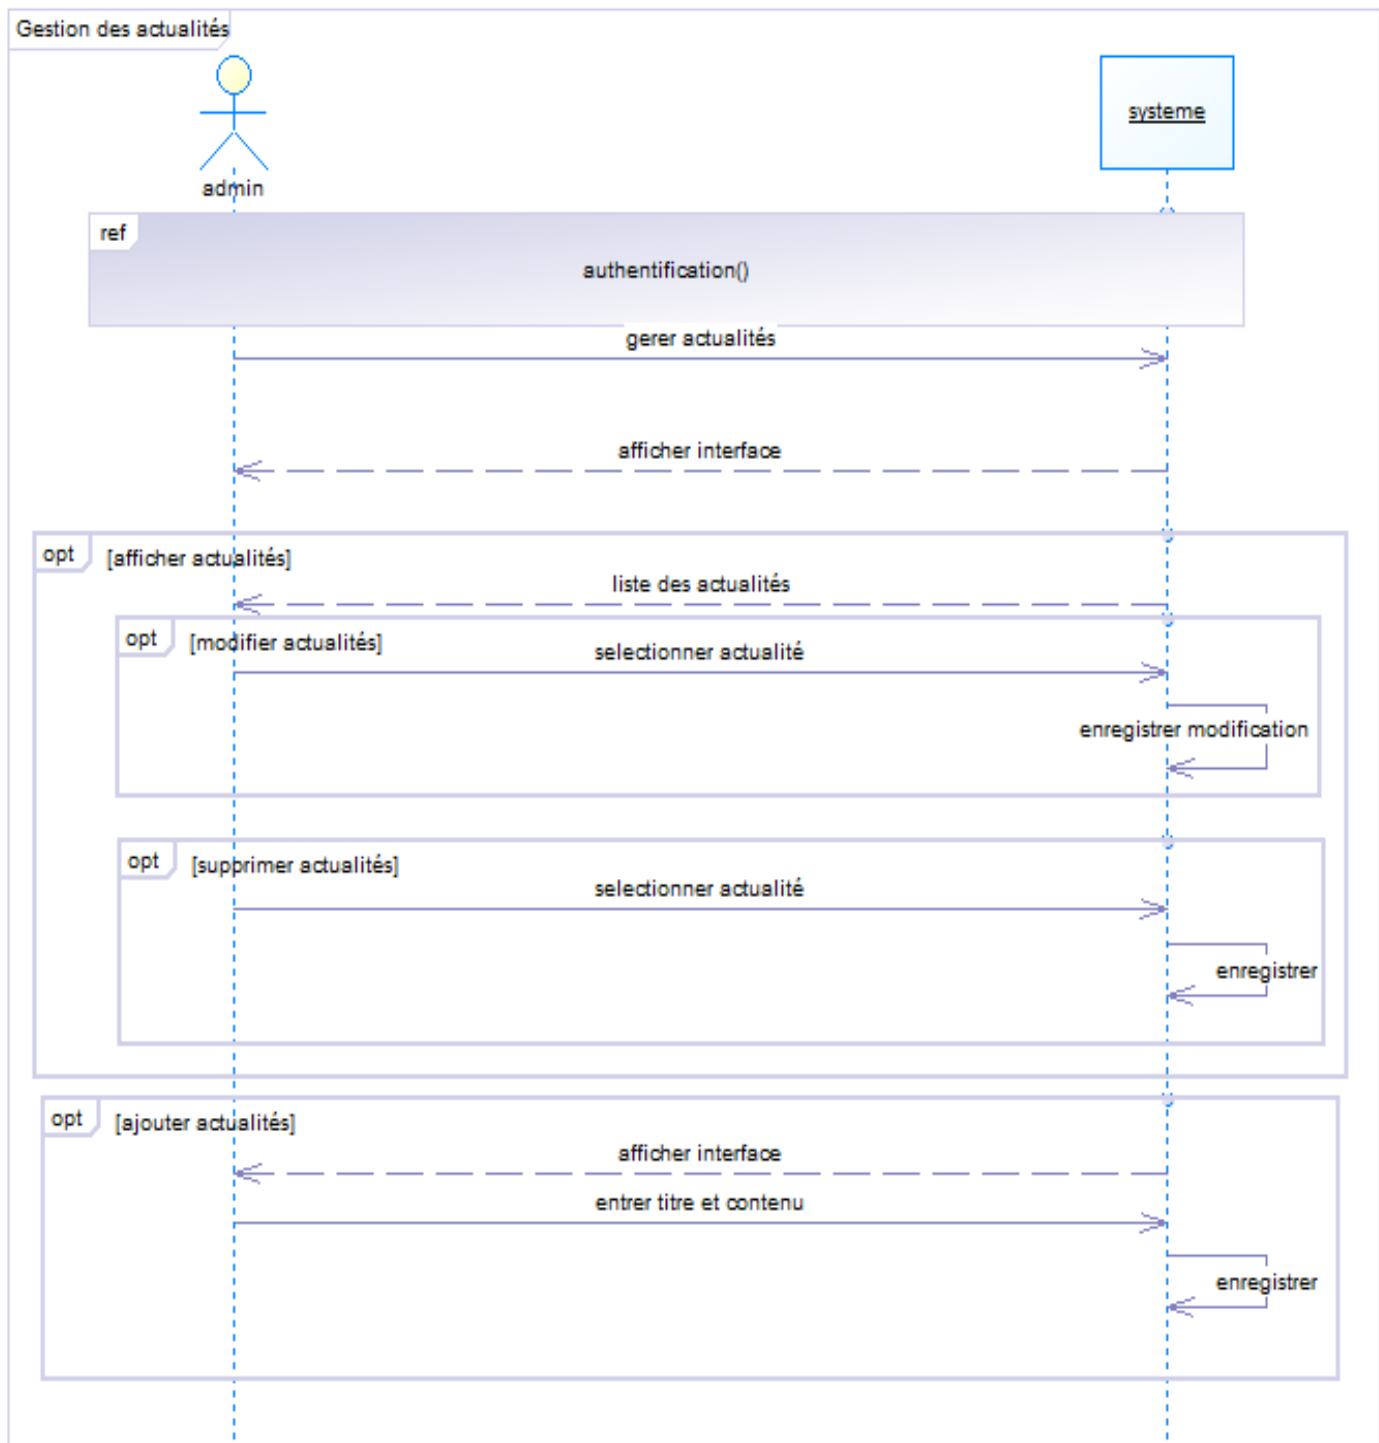 Gestion des actualités
systeme
admin
ref
authentification()
gerer actualités
afficher interface
opt [afficher actualités]
liste des actualités
opt [modifier actualités]
selectionner actualité
enregistrer modification
opt [supprimer actualités]
selectionner actualité
enregistrer
opt [ajouter actualités]
afficher interface
entrer titre et contenu
enregistrer